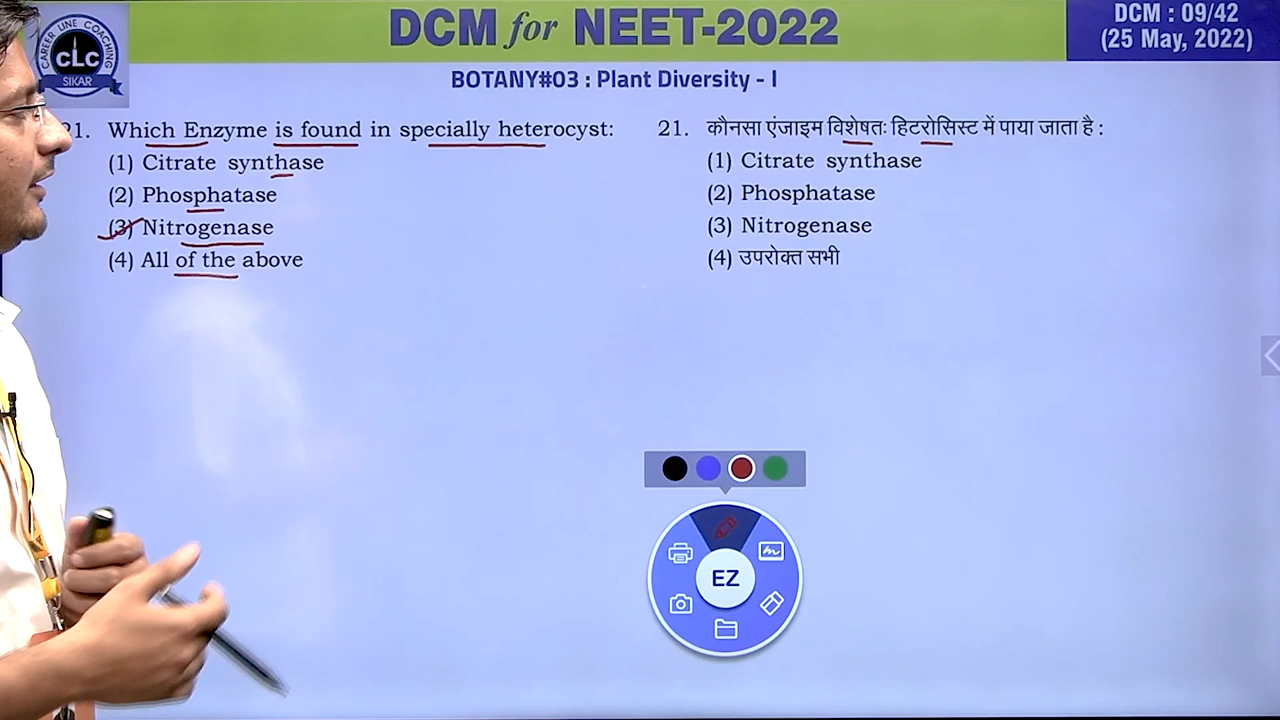 CAREER LINE COACHING
CLC
SIKAR
DCM for NEET-2022
DCM : 09/42
(25 May, 2022)
BOTANY#03 : Plant Diversity - I
21. Which Enzyme is found in specially heterocyst:
(1) Citrate synthase
(2) Phosphatase
(3) Nitrogenase
(4) All of the above
21. कौनसा एंजाइम विशेषतः हिटरोसिस्ट में पाया जाता है :
(1) Citrate synthase
(2) Phosphatase
(3) Nitrogenase
(4) उपरोक्त सभी
EZ